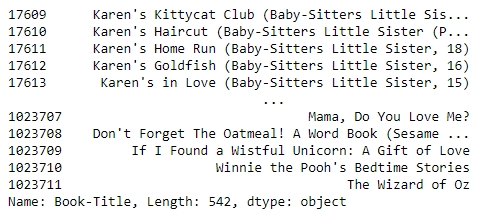 17609 Karen's Kittycat Club (Baby-Sitters Little Sis...
17610 Karen's Haircut (Baby-Sitters Little Sister (P...
17611 Karen's Home Run (Baby-Sitters Little Sister, 18)
17612 Karen's Goldfish (Baby-Sitters Little Sister, 16)
17613 Karen's in Love (Baby-Sitters Little Sister, 15)
...
1023707 Mama, Do You Love Me?
1023708 Don't Forget The Oatmeal! A Word Book (Sesame ...
1023709 If I Found a Wistful Unicorn: A Gift of Love
1023710 Winnie the Pooh's Bedtime Stories
1023711 The Wizard of Oz
Name: Book-Title, Length: 542, dtype: object